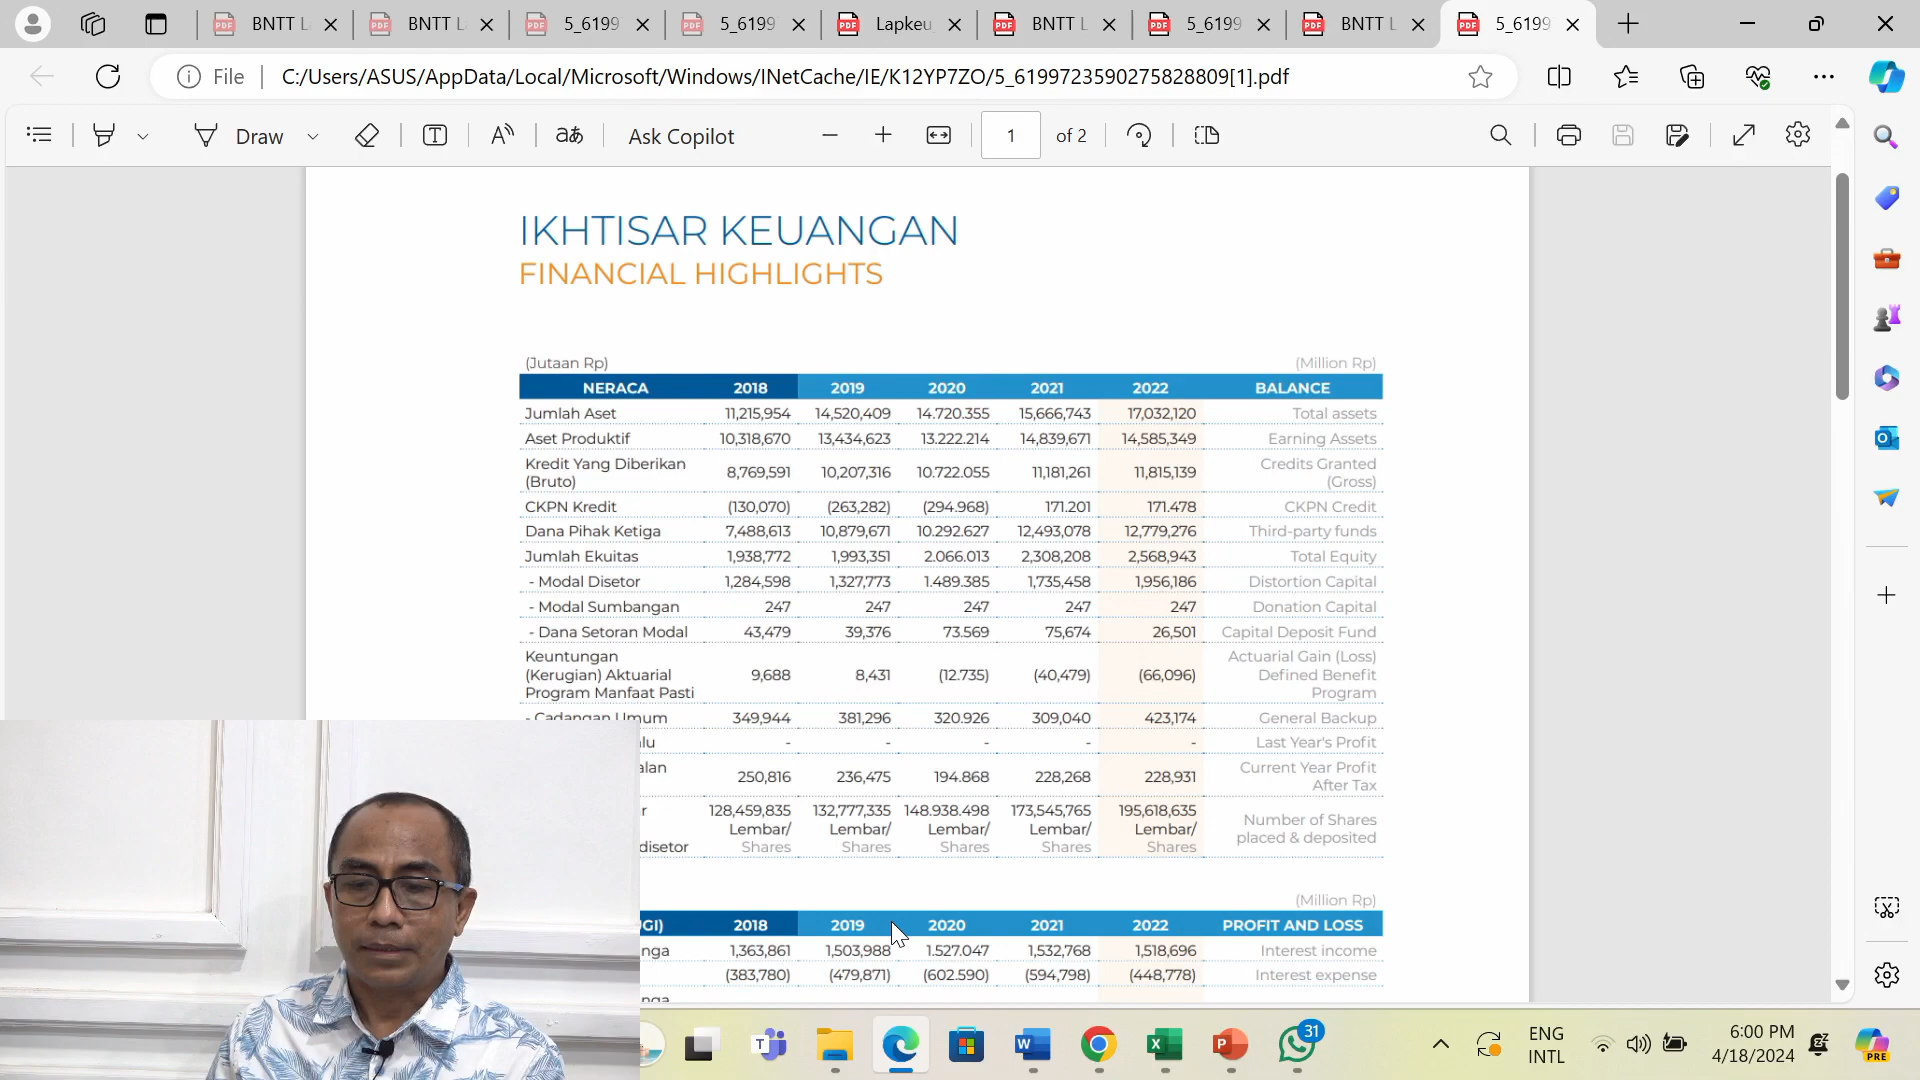 BNTT L
BNTT L
5_6199
5_6199
Lapkeu
BNTT L
5_6199
BNTT L
5_6199
File
C:/Users/ASUS/AppData/Local/Microsoft/Windows/INetCache/IE/K12YP7ZO/5_6199723590275828809[1].pdf
Draw
Ask Copilot
1 of 2
IKHTISAR KEUANGAN
FINANCIAL HIGHLIGHTS
(Jutaan Rp) (Million Rp)
NERACA 2018 2019 2020 2021 2022 BALANCE
Jumlah Aset 11,215,954 14,520,409 14.720.355 15,666,743 17,032,120 Total assets
Aset Produktif 10,318,670 13,434,623 13.222.214 14,839,671 14,585,349 Earning Assets
Kredit Yang Diberikan
(Bruto) 8,769,591 10,207,316 10.722.055 11,181,261 11,815,139 Credits Granted
(Gross)
CKPN Kredit (130,070) (263,282) (294.968) 171.201 171.478 CKPN Credit
Dana Pihak Ketiga 7,488,613 10,879,671 10.292.627 12,493,078 12,779,276 Third-party funds
Jumlah Ekuitas 1,938,772 1,993,351 2.066.013 2,308,208 2,568,943 Total Equity
- Modal Disetor 1,284,598 1,327,773 1.489.385 1,735,458 1,956,186 Distortion Capital
- Modal Sumbangan 247 247 247 247 247 Donation Capital
- Dana Setoran Modal 43,479 39,376 73.569 75,674 26,501 Capital Deposit Fund
Keuntungan
(Kerugian) Aktuarial
Program Manfaat Pasti 9,688 8,431 (12.735) (40,479) (66,096) Actuarial Gain (Loss)
Defined Benefit
Program
- Cadangan Umum 349,944 381,296 320.926 309,040 423,174 General Backup
lu - - - - - Last Year's Profit
alan 250,816 236,475 194.868 228,268 228,931 Current Year Profit
After Tax
r 128,459,835 132,777,335 148.938.498 173,545,765 195,618,635 Number of Shares
placed & deposited
Lembar/ Lembar/ Lembar/ Lembar/ Lembar/
disetor Shares Shares Shares Shares Shares
(Million Rp)
GI) 2018 2019 2020 2021 2022 PROFIT AND LOSS
nga 1,363,861 1,503,988 1.527.047 1,532,768 1,518,696 Interest income
(383,780) (479,871) (602.590) (594,798) (448,778) Interest expense
nga
31
ENG
INTL
6:00 PM
4/18/2024
PRE